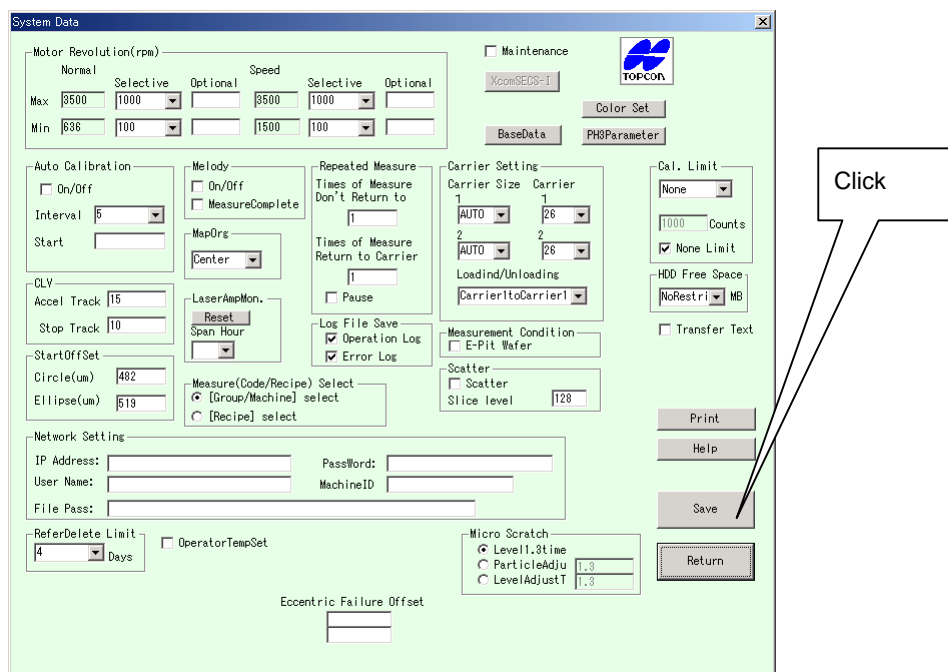 System Data
Motor Revolution(rpm)
Normal Speed
Selective Optional Selective Optional
Max 3500 1000 3500 1000
Min 636 100 1500 100
Maintenance
XcomSECS-I
TOPCON
Color Set
BaseData PH3Parameter
Auto Calibration
On/Off
Interval 5
Start
Melody
On/Off
MeasureComplete
MapOrg
Center
Repeated Measure
Times of Measure
Don't Return to
1
Times of Measure
Return to Carrier
1
Pause
Carrier Setting
Carrier Size Carrier
1 1
AUTO 26
2 2
AUTO 26
Loadind/Unloading
Carrier1toCarrier1
Cal. Limit
None
1000 Counts
None Limit
Click
CLV
Accel Track 15
Stop Track 10
LaserAmpMon.
Reset
Span Hour
Log File Save
Operation Log
Error Log
Measurement Condition
E-Pit Wafer
HDD Free Space
NoRestri MB
Transfer Text
StartOffSet
Circle(um) 482
Ellipse(um) 519
Measure(Code/Recipe) Select
[Group/Machine] select
[Recipe] select
Scatter
Scatter
Slice level 128
Print
Help
Network Setting
IP Address: PassWord:
User Name: MachineID
File Pass:
Save
ReferDelete Limit
4 Days
OperatorTempSet
Micro Scratch
Level1.3time
ParticleAdju 1.3
LevelAdjustT 1.3
Return
Eccentric Failure Offset